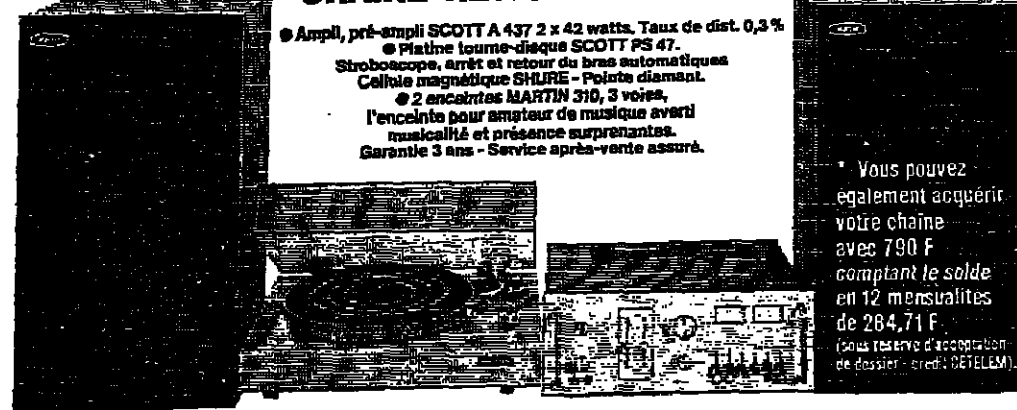 ● Ampli, pré-ampli SCOTT A 437 2 x 42 watts. Taux de dist. 0,3 %
● Platine tourne-disque SCOTT PS 47.
Stroboscope, arrêt et retour du bras automatiques
Cellule magnétique SHURE - Pointe diamant.
● 2 enceintes MARTIN 310, 3 voies,
l'enceinte pour amateur de musique averti
musicalité et présence surprenantes.
Garantie 3 ans - Service après-vente assuré.
* Vous pouvez
également acquérir
votre chaîne
avec 790 F
comptant le solde
en 12 mensualités
de 284,71 F.
(sous réserve d'acceptation
de dossier - crédit CETELEM).